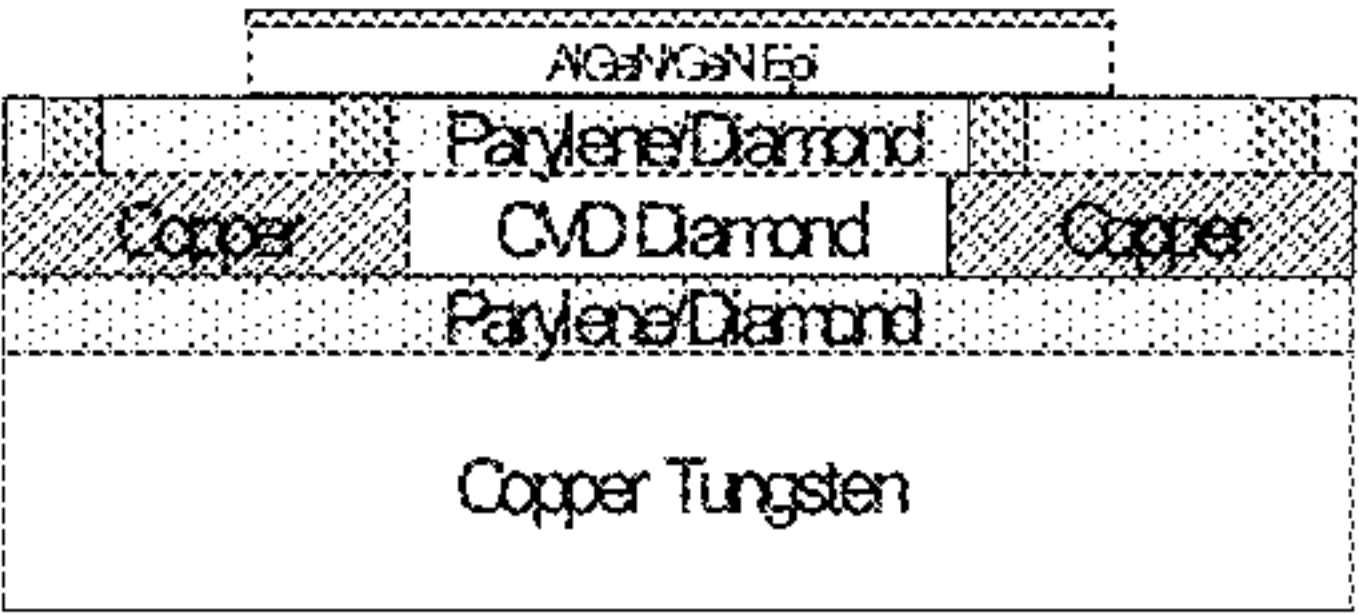 AlGaN/GaN Epi
Parylene/Diamond
Copper CVD Diamond Copper
Parylene/Diamond
Copper Tungsten